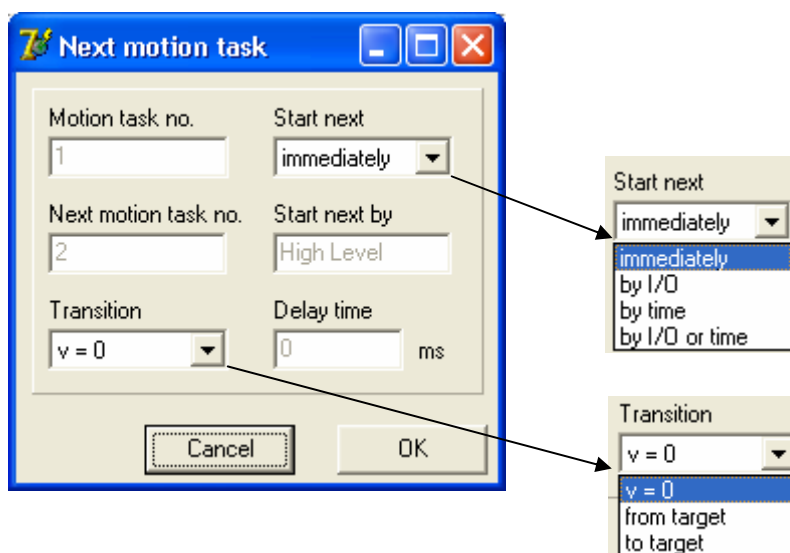 Next motion task
Motion task no.
Start next
1
immediately
Next motion task no.
Start next by
2
High Level
Transition
Delay time
v = 0
0
ms
Cancel
OK
Start next
immediately
immediately
by I/O
by time
by I/O or time
Transition
v = 0
v = 0
from target
to target